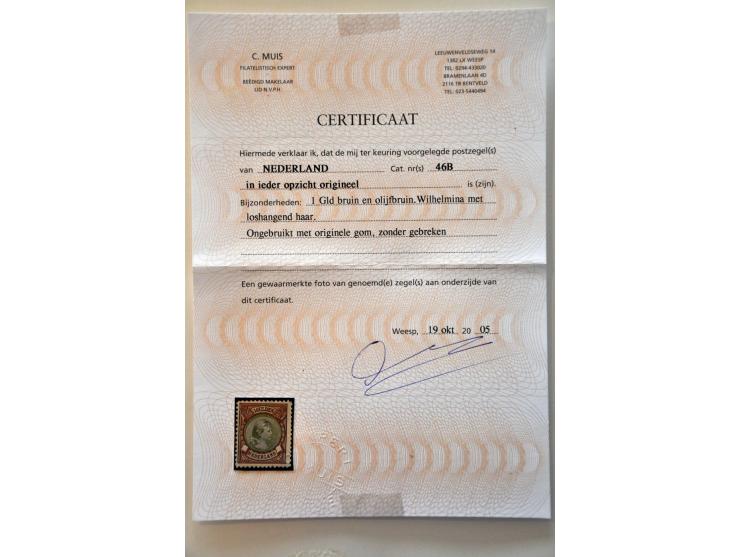 C. MUIS
FILATELISTISCH EXPERT
BEËDIGD MAKELAAR
LID N.V.P.H.
LEEUWENVELDSEWEG 14
1382 LX WEESP
TEL: 0294-433020
BRAMENLAAN 4D
2116 TR BENTVELD
TEL: 023-5440494
CERTIFICAAT
Hiermede verklaar ik, dat de mij ter keuring voorgelegde postzegel(s)
van NEDERLAND Cat. nr(s) 46B
in ieder opzicht origineel is (zijn).
Bijzonderheden: 1 Gld bruin en olijfbruin.Wilhelmina met
loshangend haar.
Ongebruikt met originele gom, zonder gebreken
Een gewaarmerkte foto van genoemd(e) zegel(s) aan onderzijde van
dit certificaat.
Weesp, 19 okt 20 05
NEDERLAND